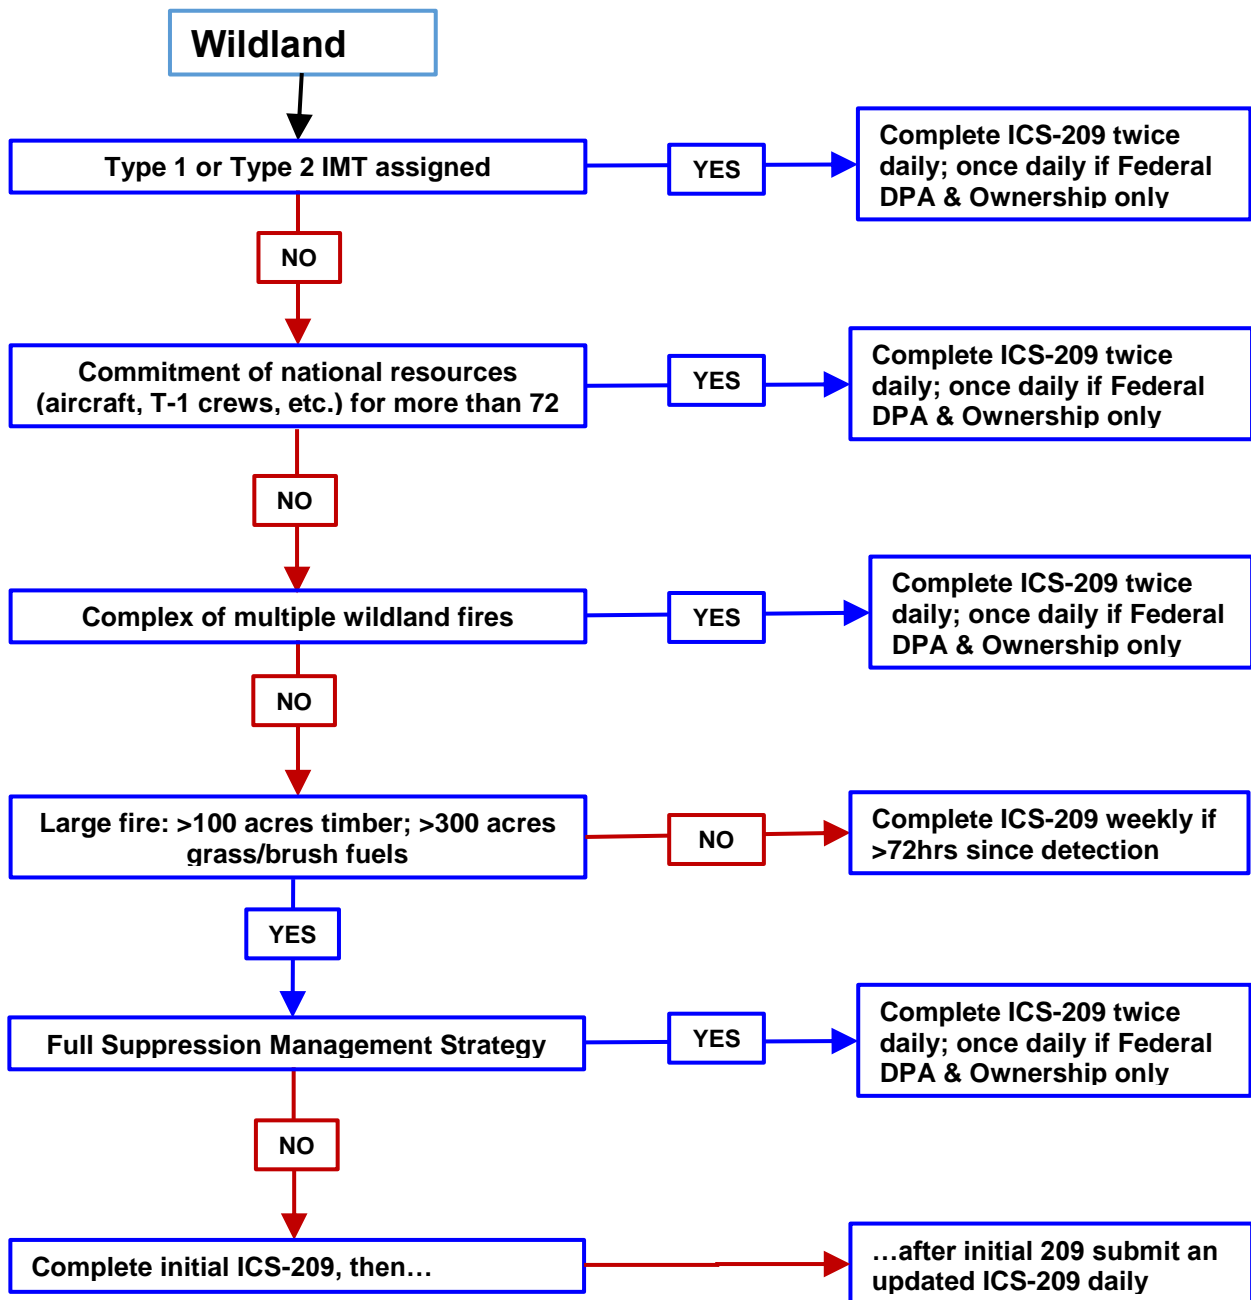 Wildland
Type 1 or Type 2 IMT assigned
YES
Complete ICS-209 twice
daily; once daily if Federal
DPA & Ownership only
NO
Commitment of national resources
(aircraft, T-1 crews, etc.) for more than 72
YES
Complete ICS-209 twice
daily; once daily if Federal
DPA & Ownership only
NO
Complex of multiple wildland fires
YES
Complete ICS-209 twice
daily; once daily if Federal
DPA & Ownership only
NO
Large fire: >100 acres timber; >300 acres
grass/brush fuels
NO
Complete ICS-209 weekly if
>72hrs since detection
YES
Full Suppression Management Strategy
YES
Complete ICS-209 twice
daily; once daily if Federal
DPA & Ownership only
NO
Complete initial ICS-209, then…
…after initial 209 submit an
updated ICS-209 daily